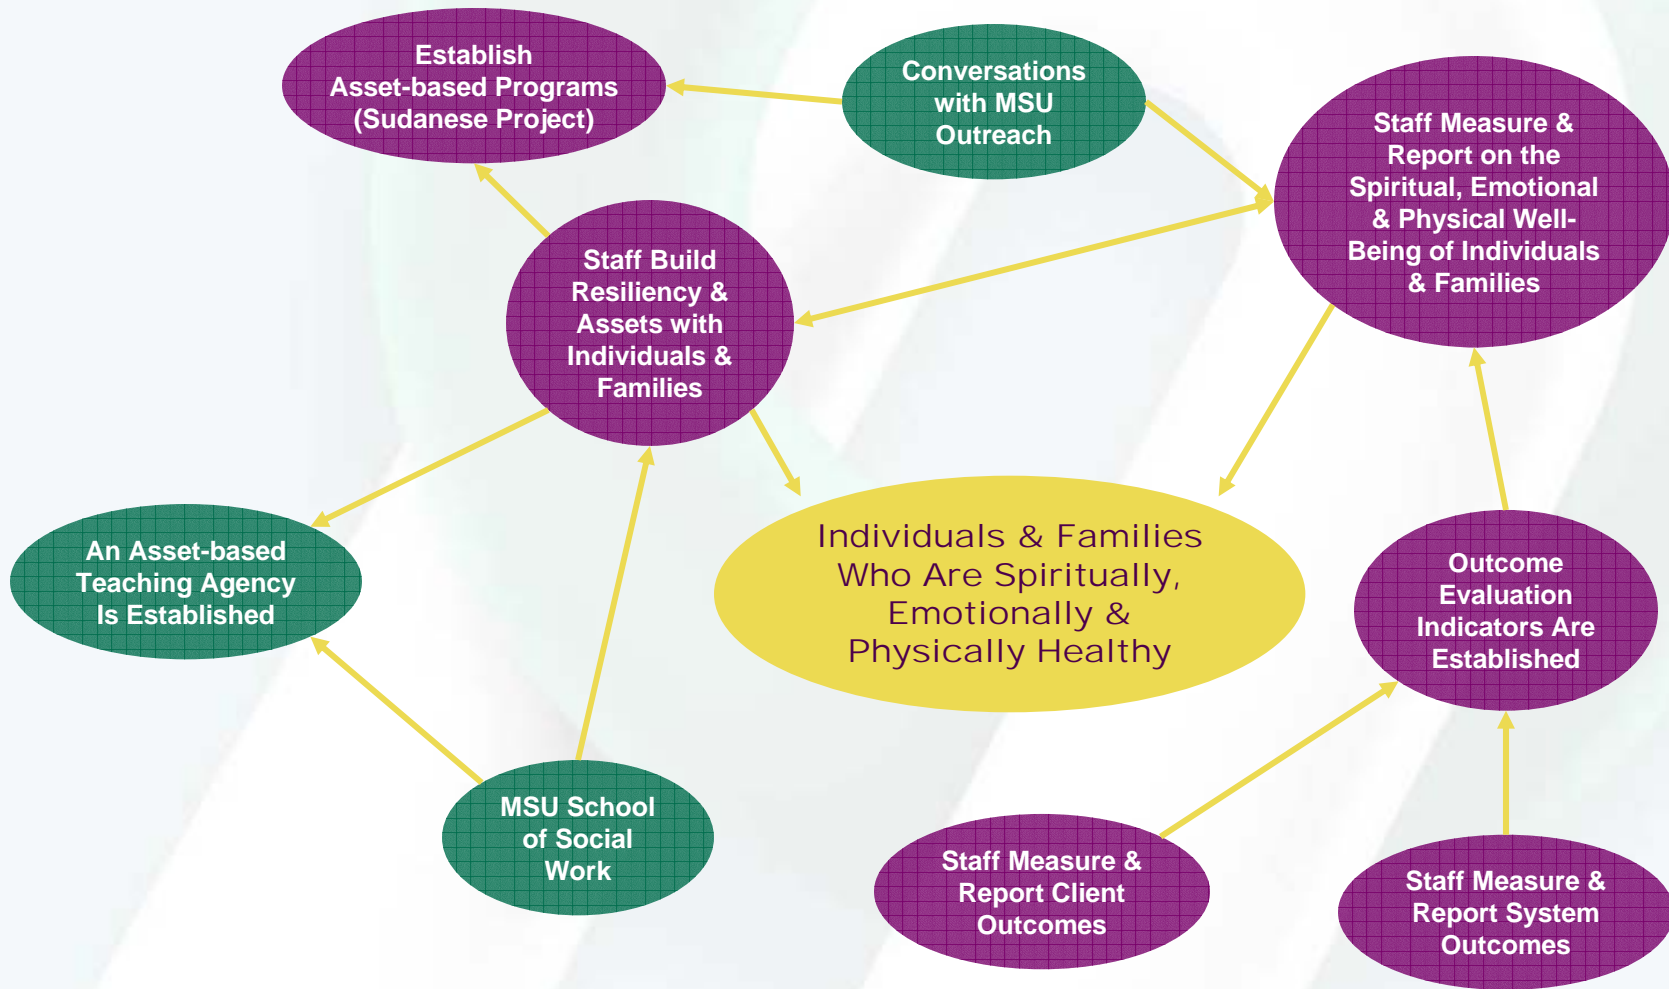 Establish
Asset-based Programs
(Sudanese Project)
Conversations
with MSU
Outreach
Staff Measure &
Report on the
Spiritual, Emotional
& Physical Well-
Being of Individuals
& Families
Staff Build
Resiliency &
Assets with
Individuals &
Families
An Asset-based
Teaching Agency
Is Established
Individuals & Families
Who Are Spiritually,
Emotionally &
Physically Healthy
Outcome
Evaluation
Indicators Are
Established
MSU School
of Social
Work
Staff Measure &
Report Client
Outcomes
Staff Measure &
Report System
Outcomes